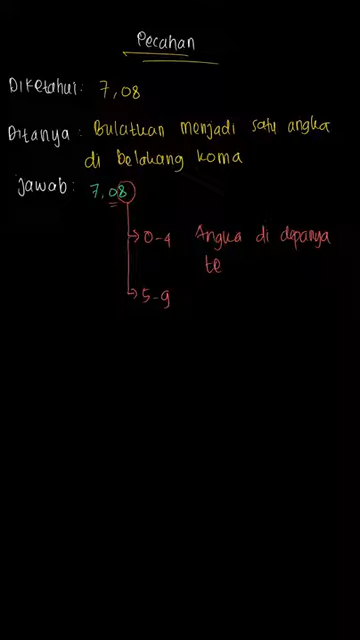 Pecahan
Diketahui: 7,08
Ditanya: Bulatkan menjadi satu angka
di belakang koma
Jawab: 7,08
0-4 Angka di depanya
te
5-9